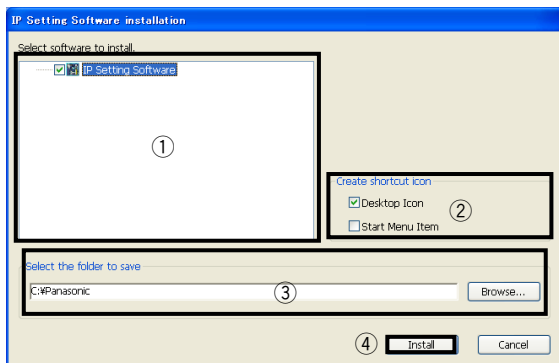 IP Setting Software installation
Select software to install.
IP Setting Software
①
Create shortcut icon
Desktop Icon
②
Start Menu Item
Select the folder to save
C:¥Panasonic
③
Browse...
④
Install
Cancel